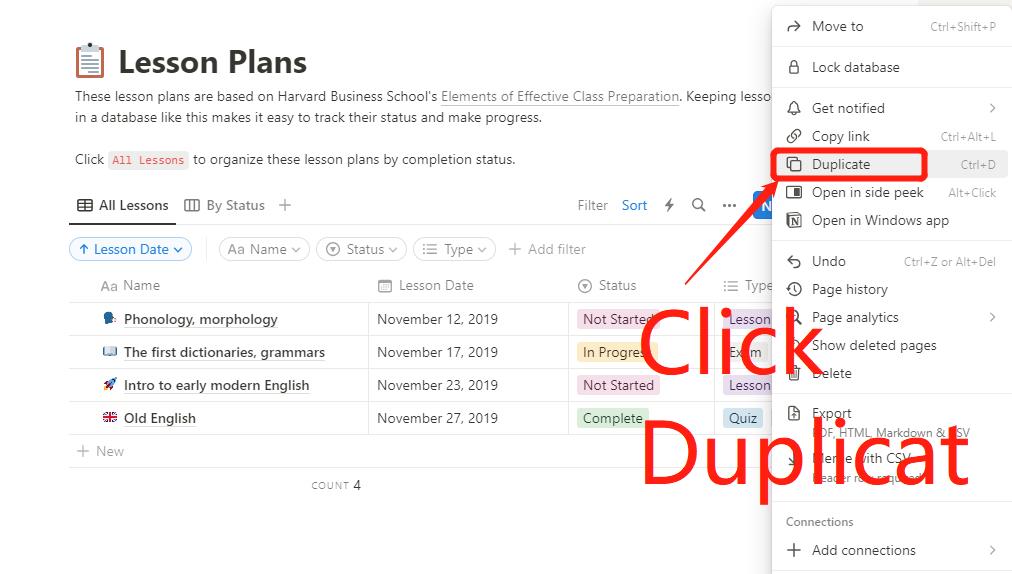 Lesson Plans
These lesson plans are based on Harvard Business School's Elements of Effective Class Preparation. Keeping lesso
in a database like this makes it easy to track their status and make progress.
Click All Lessons to organize these lesson plans by completion status.
All Lessons By Status
Filter Sort
Lesson Date Aa Name Status Type Add filter
Aa Name Lesson Date Status Type
Phonology, morphology November 12, 2019 Not Started Lesson
The first dictionaries, grammars November 17, 2019 In Progress Exam
Intro to early modern English November 23, 2019 Not Started Lesson
Old English November 27, 2019 Complete Quiz
New
COUNT 4
Move to Ctrl+Shift+P
Lock database
Get notified
Copy link Ctrl+Alt+L
Duplicate Ctrl+D
Open in side peek Alt+Click
Open in Windows app
Undo Ctrl+Z or Alt+Del
Page history
Page analytics
Show deleted pages
Delete
Export
PDF, HTML, Markdown & CSV
Merge with CSV
Header row required
Connections
Add connections
Click
Duplicat